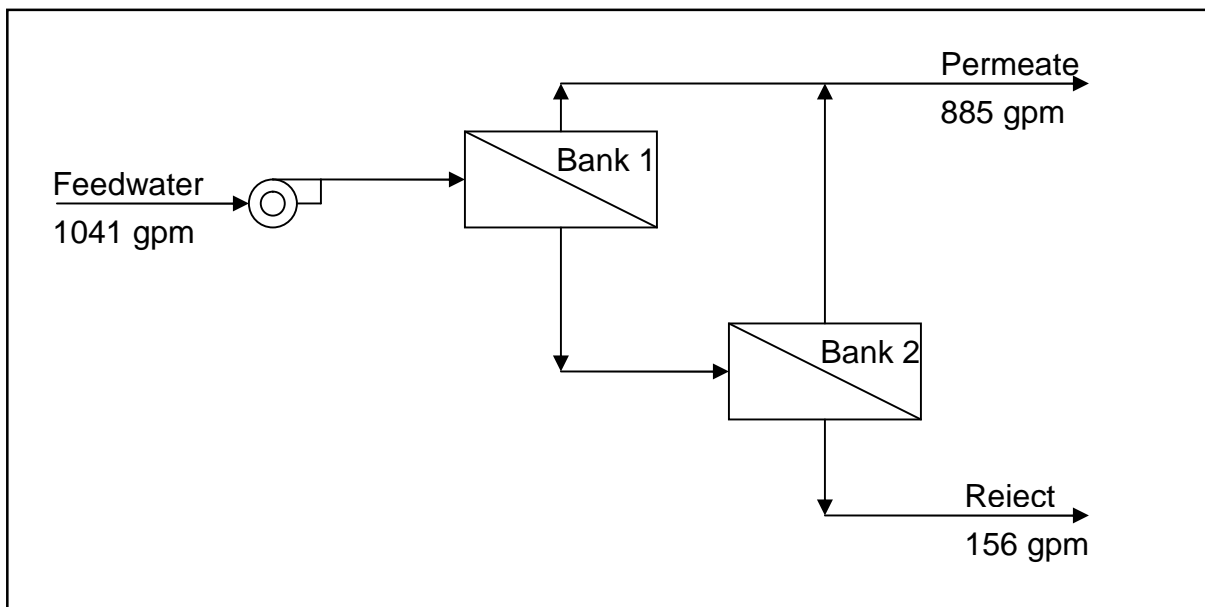 Permeate
885 gpm
Bank 1
Feedwater
1041 gpm
Bank 2
Reiect
156 gpm